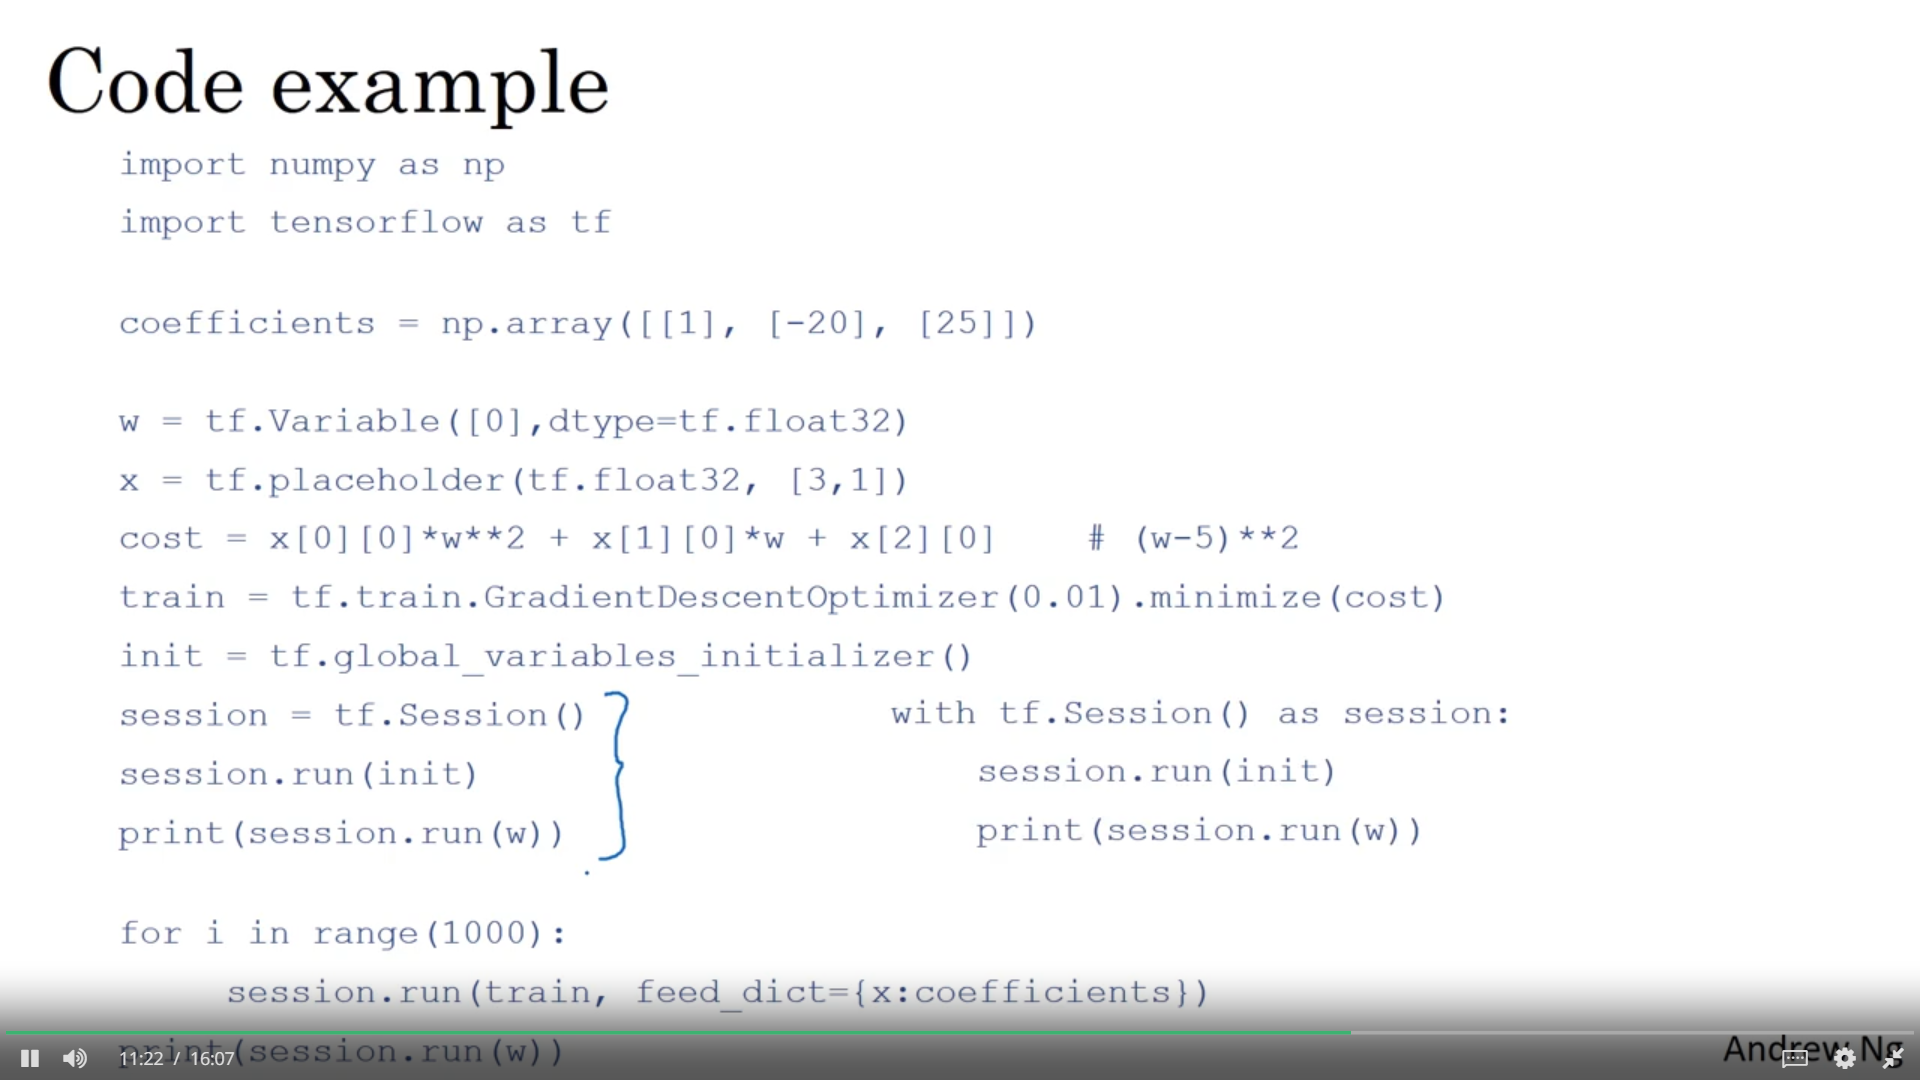 Code example
import numpy as np
import tensorflow as tf
coefficients = np.array([[1], [-20], [25]])
w = tf.Variable([0],dtype=tf.float32)
x = tf.placeholder(tf.float32, [3,1])
cost = x[0][0]*w**2 + x[1][0]*w + x[2][0]    # (w-5)**2
train = tf.train.GradientDescentOptimizer(0.01).minimize(cost)
init = tf.global_variables_initializer()
session = tf.Session()
session.run(init)
print(session.run(w))
with tf.Session() as session:
session.run(init)
print(session.run(w))
for i in range(1000):
session.run(train, feed_dict={x:coefficients})
print(session.run(w))
11:22 / 16:07
Andrew Ng